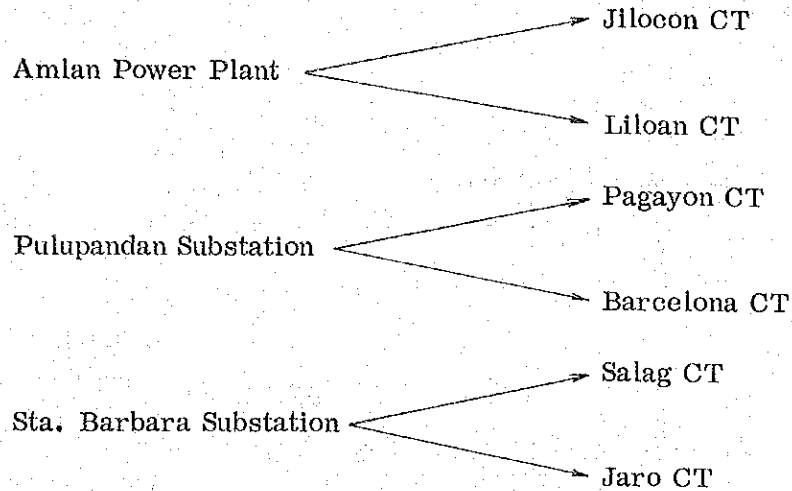 Jilocon CT
Amlan Power Plant
Liloan CT
Pagayon CT
Pulupandan Substation
Barcelona CT
Salag CT
Sta. Barbara Substation
Jaro CT